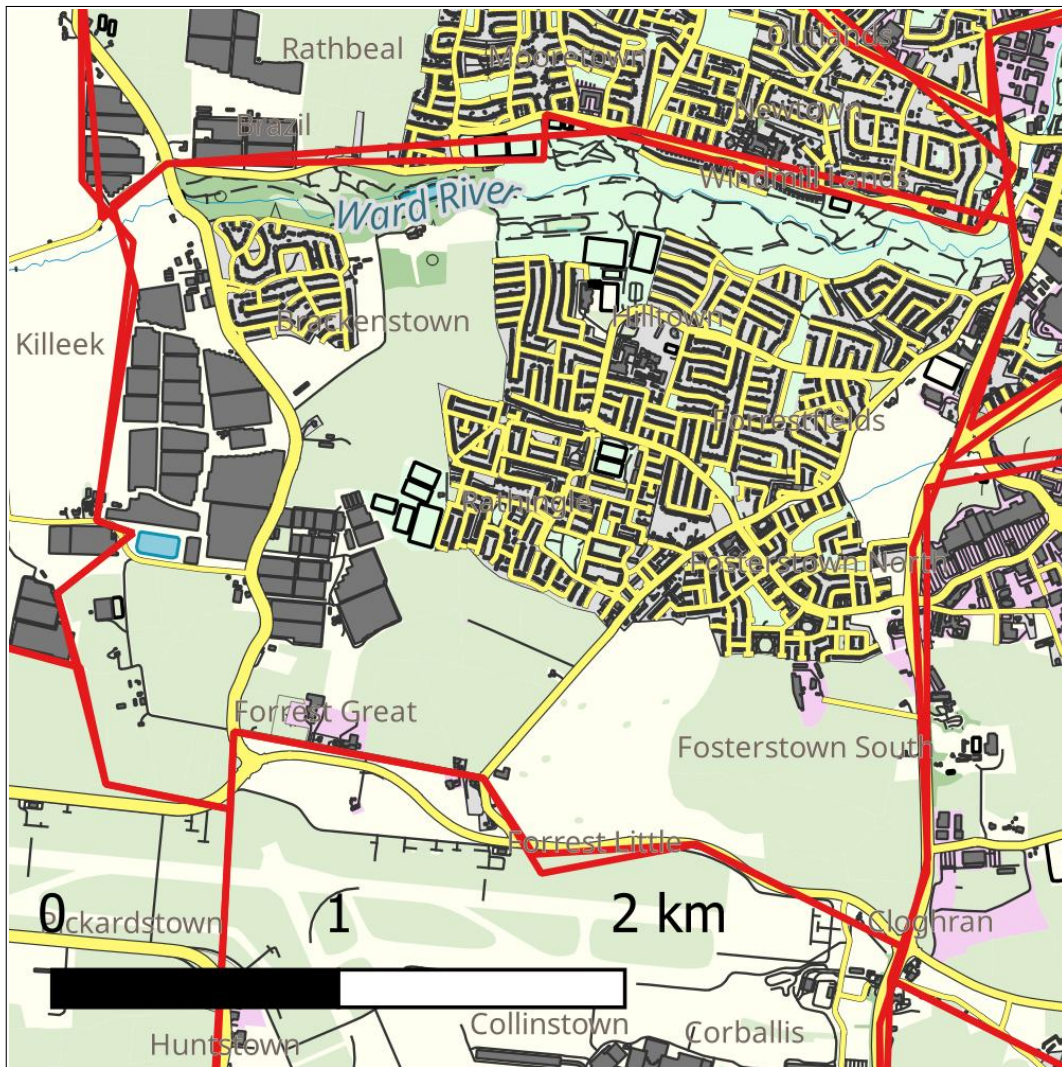 Outlands
Rathbeal
Mooretown
Newtown
Brazil
Windmill Lands
Ward River
Hilltown
Brackenstown
Killeek
Forrestfields
Rathingle
Fosterstown North
Forrest Great
Fosterstown South
Forrest Little
0 1 2 km
Pickardstown
Cloghran
Collinstown
Corballis
Huntstown